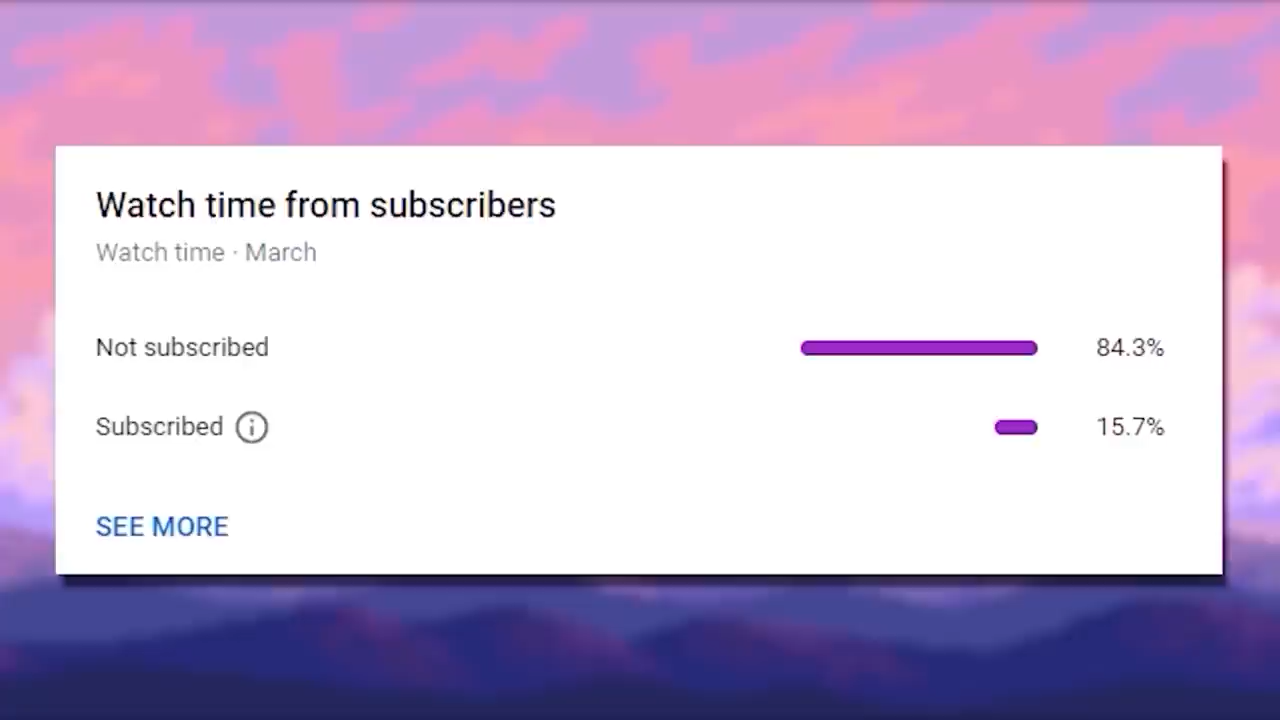 Watch time from subscribers
Watch time · March
Not subscribed 84.3%
Subscribed 15.7%
SEE MORE